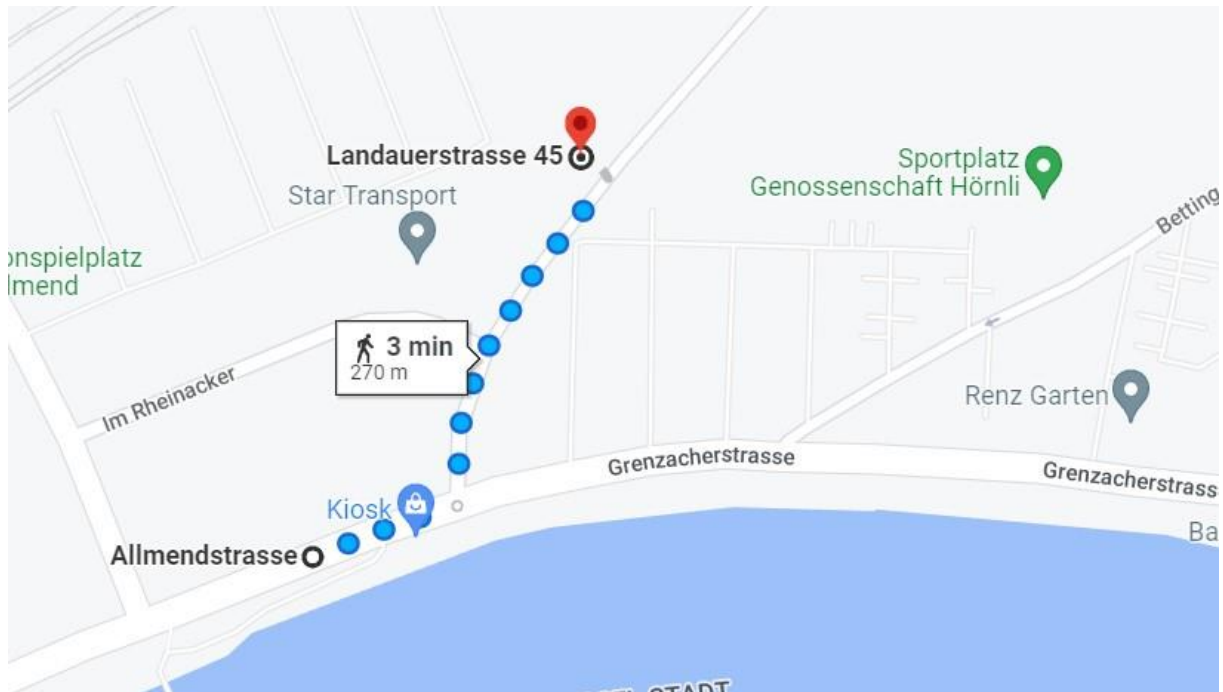 Landauerstrasse 45
Star Transport
Sportplatz
Genossenschaft Hörnli
Betting
onspielplatz
lmend
3 min
270 m
Im Rheinacker
Renz Garten
Grenzacherstrasse
Grenzacherstrass
Kiosk
Allmendstrasse
Ba
STADT